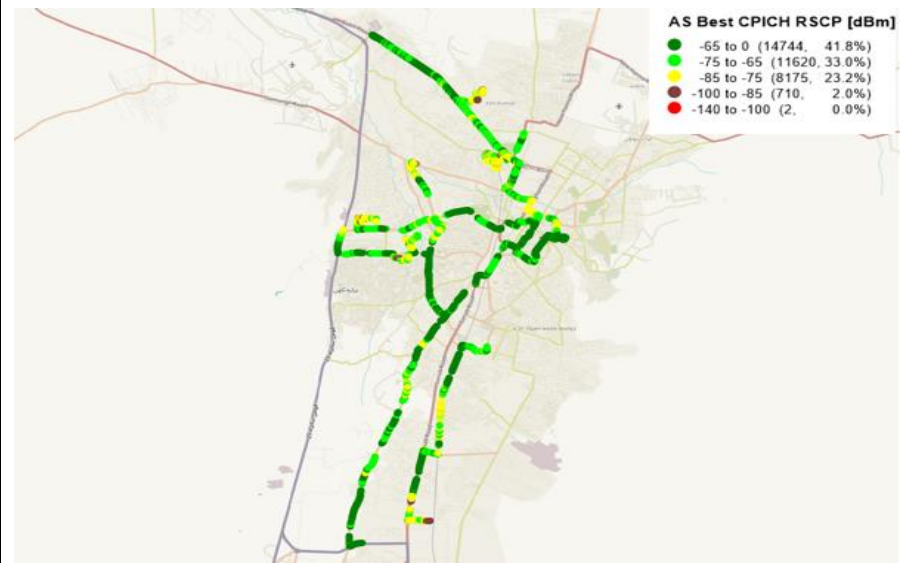 AS Best CPICH RSCP [dBm]
-65 to 0 (14744, 41.8%)
-75 to -65 (11620, 33.0%)
-85 to -75 (8175, 23.2%)
-100 to -85 (710, 2.0%)
-140 to -100 (2, 0.0%)